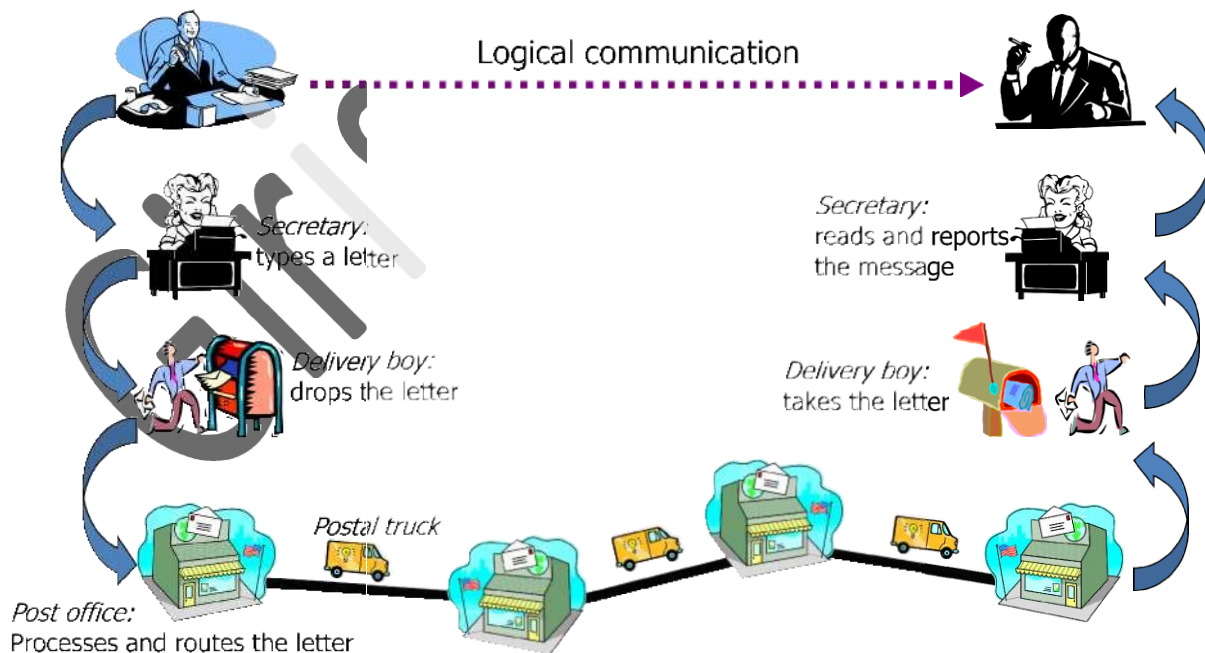 Logical communication
Secretary:
types a letter
Secretary:
reads and reports
the message
Delivery boy:
drops the letter
Delivery boy:
takes the letter
Postal truck
Post office:
Processes and routes the letter